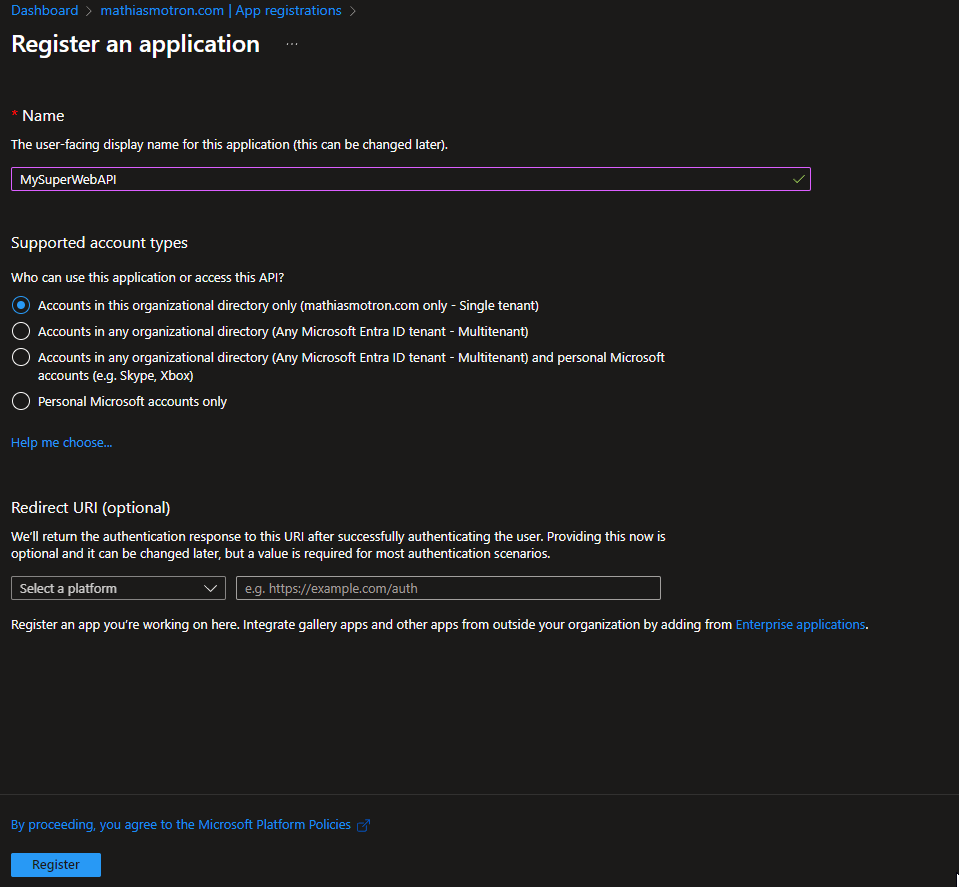 Dashboard > mathiasmotron.com | App registrations >
Register an application ...
* Name
The user-facing display name for this application (this can be changed later).
MySuperWebAPI
Supported account types
Who can use this application or access this API?
Accounts in this organizational directory only (mathiasmotron.com only - Single tenant)
Accounts in any organizational directory (Any Microsoft Entra ID tenant - Multitenant)
Accounts in any organizational directory (Any Microsoft Entra ID tenant - Multitenant) and personal Microsoft
accounts (e.g. Skype, Xbox)
Personal Microsoft accounts only
Help me choose...
Redirect URI (optional)
We'll return the authentication response to this URI after successfully authenticating the user. Providing this now is
optional and it can be changed later, but a value is required for most authentication scenarios.
Select a platform
e.g. https://example.com/auth
Register an app you're working on here. Integrate gallery apps and other apps from outside your organization by adding from Enterprise applications.
By proceeding, you agree to the Microsoft Platform Policies
Register